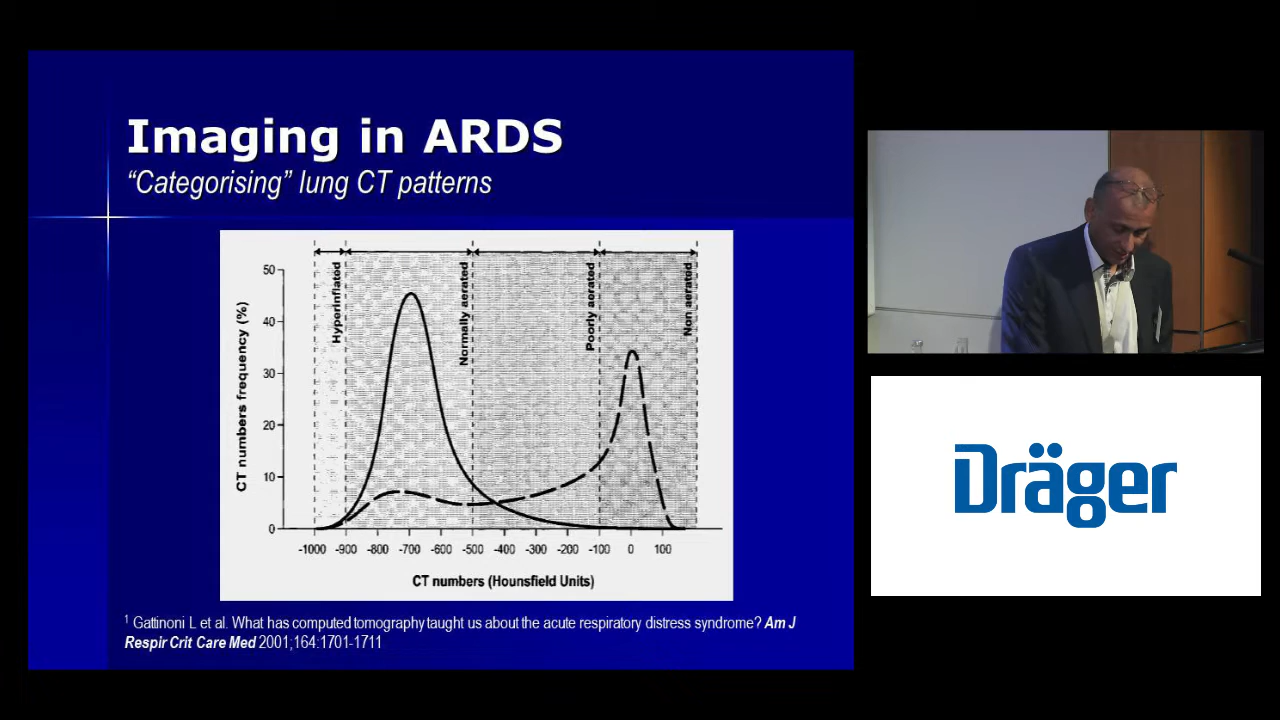 Imaging in ARDS
“Categorising” lung CT patterns
Hyperinflated
Normally aerated
Poorly aerated
Non aerated
CT numbers frequency (%)
50
40
30
20
10
0
-1000 -900 -800 -700 -600 -500 -400 -300 -200 -100 0 100
CT numbers (Hounsfield Units)
1 Gattinoni L et al. What has computed tomography taught us about the acute respiratory distress syndrome? Am J
Respir Crit Care Med 2001;164:1701-1711
Dräger